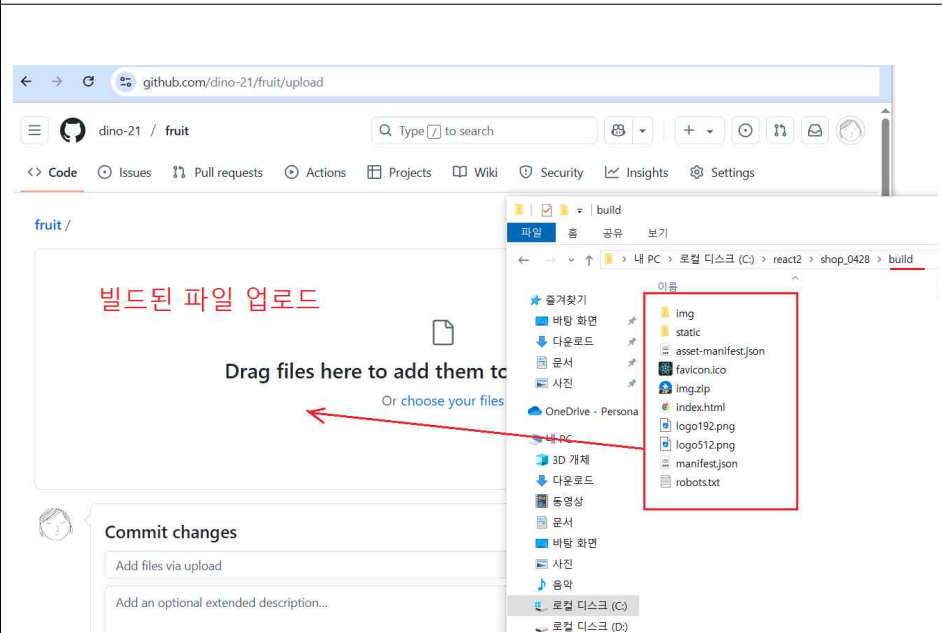 github.com/dino-21/fruit/upload
dino-21 / fruit
Type / to search
Code Issues Pull requests Actions Projects Wiki Security Insights Settings
fruit /
빌드된 파일 업로드
Drag files here to add them to
Or choose your files
Commit changes
Add files via upload
Add an optional extended description...
build
파일 홈 공유 보기
내 PC > 로컬 디스크 (C:) > react2 > shop_0428 > build
즐겨찾기
바탕 화면
다운로드
문서
사진
OneDrive - Persona
내 PC
3D 개체
다운로드
동영상
문서
바탕 화면
사진
음악
로컬 디스크 (C:)
로컬 디스크 (D:)
이름
img
static
asset-manifest.json
favicon.ico
img.zip
index.html
logo192.png
logo512.png
manifest.json
robots.txt